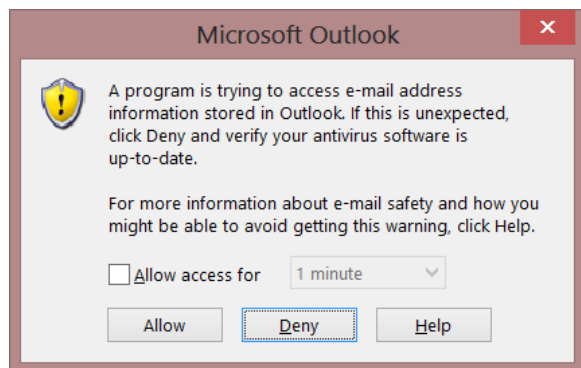 Microsoft Outlook
A program is trying to access e-mail address
information stored in Outlook. If this is unexpected,
click Deny and verify your antivirus software is
up-to-date.
For more information about e-mail safety and how you
might be able to avoid getting this warning, click Help.
Allow access for 1 minute
Allow Deny Help